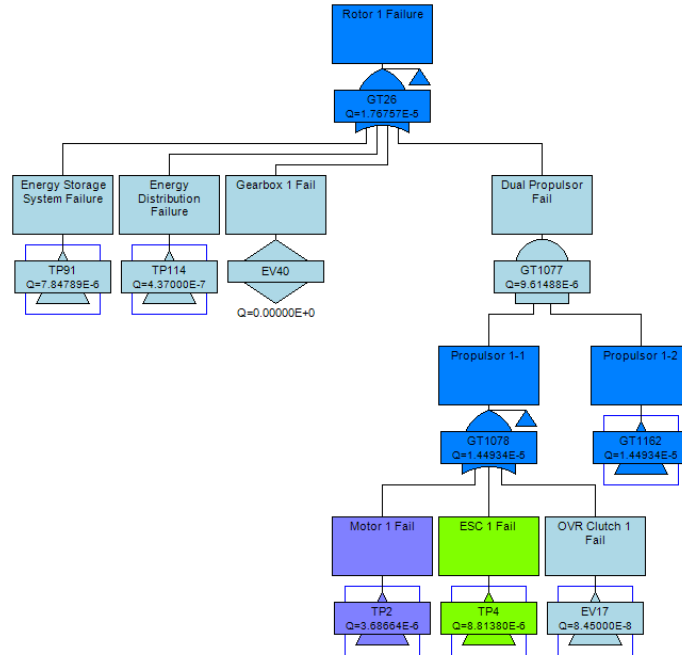 Rotor 1 Failure
GT26
Q=1.76757E-5
Energy Storage
System Failure
Energy
Distribution
Failure
Gearbox 1 Fail
Dual Propulsor
Fail
TP91
Q=7.84789E-6
TP114
Q=4.37000E-7
EV40
Q=0.00000E+0
GT1077
Q=9.61488E-6
Propulsor 1-1
Propulsor 1-2
GT1078
Q=1.44934E-5
GT1162
Q=1.44934E-5
Motor 1 Fail
ESC 1 Fail
OVR Clutch 1
Fail
TP2
Q=3.68664E-6
TP4
Q=8.81380E-6
EV17
Q=8.45000E-8